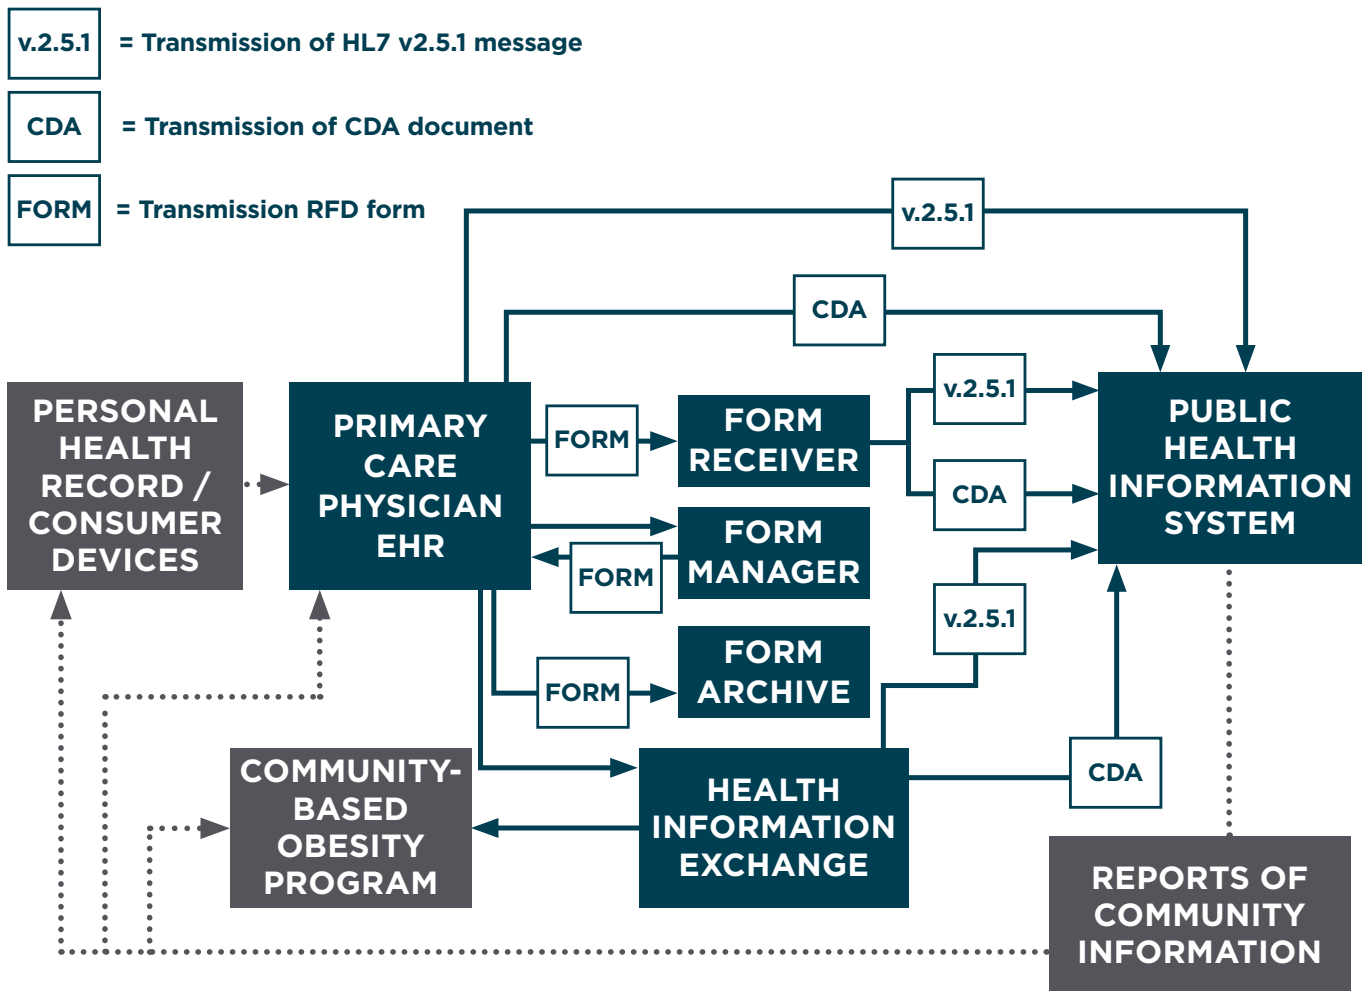 v.2.5.1 = Transmission of HL7 v2.5.1 message
CDA = Transmission of CDA document
FORM = Transmission RFD form
v.2.5.1
CDA
PERSONAL
HEALTH
RECORD /
CONSUMER
DEVICES
PRIMARY
CARE
PHYSICIAN
EHR
FORM
FORM
RECEIVER
v.2.5.1
CDA
PUBLIC
HEALTH
INFORMATION
SYSTEM
FORM
FORM
MANAGER
v.2.5.1
FORM
FORM
ARCHIVE
COMMUNITY-
BASED
OBESITY
PROGRAM
HEALTH
INFORMATION
EXCHANGE
CDA
REPORTS OF
COMMUNITY
INFORMATION